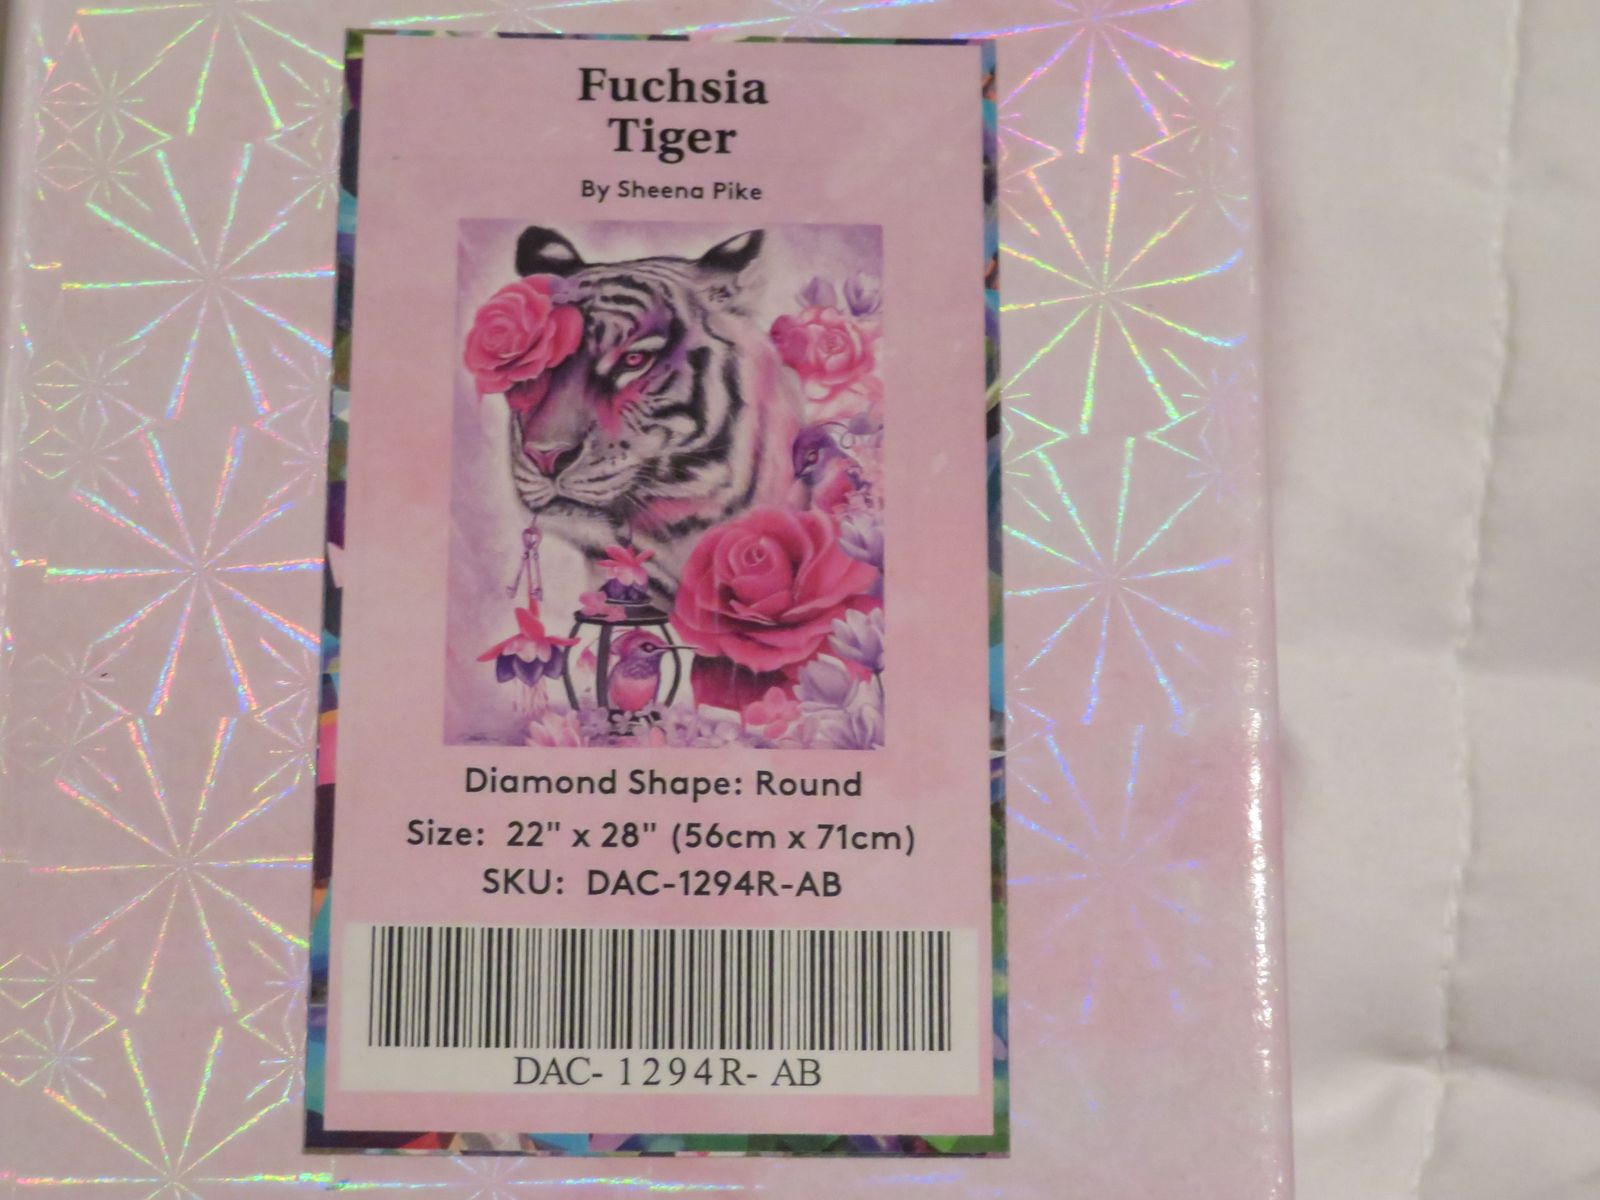 Fuchsia
Tiger
By Sheena Pike
Diamond Shape: Round
Size: 22" x 28" (56cm x 71cm)
SKU: DAC-1294R-AB
DAC- 1294R- AB